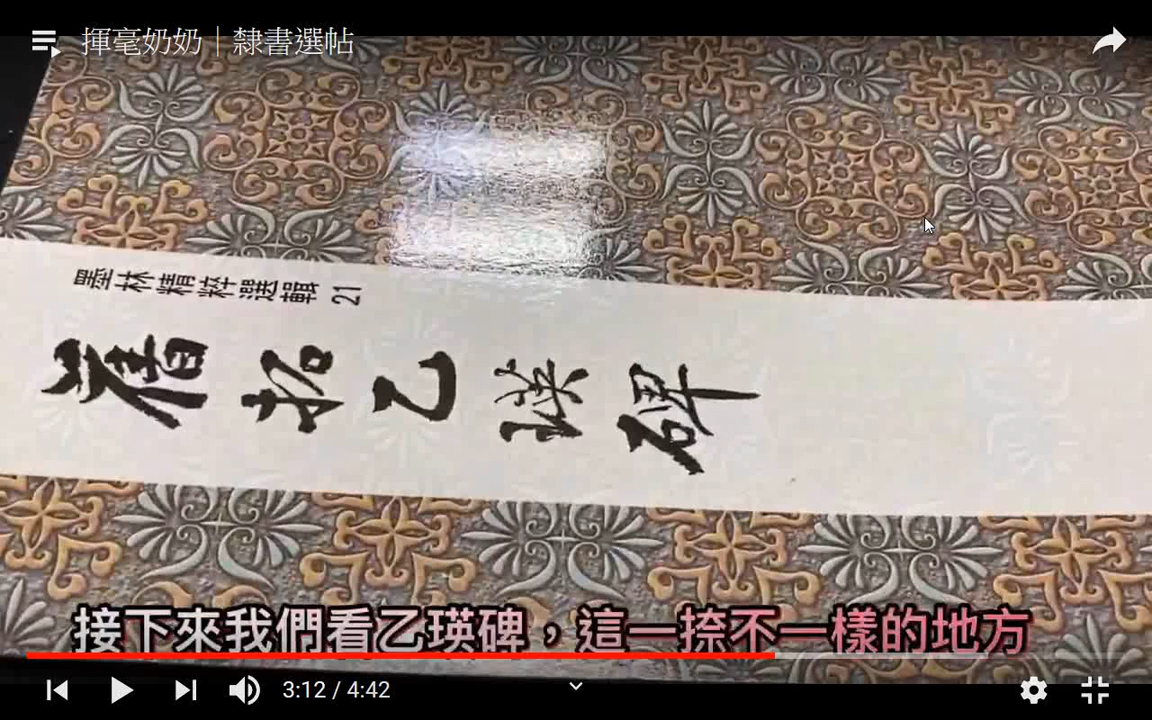 揮毫奶奶｜隸書選帖
墨林精粹選輯 21
舊拓乙瑛碑
接下來我們看乙瑛碑，這一捺不一樣的地方
3:12 / 4:42